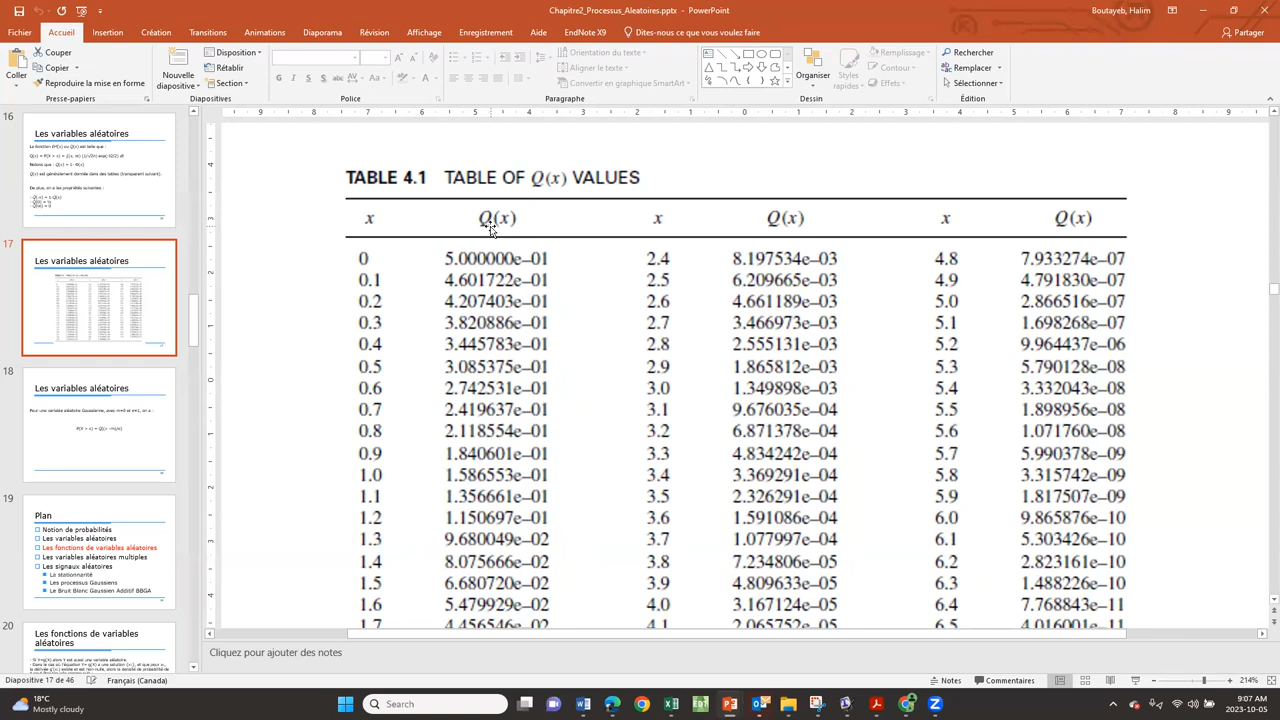 Chapitre2_Processus_Aleatoires.pptx - PowerPoint
Boutayeb, Halim
Fichier Accueil Insertion Création Transitions Animations Diaporama Révision Affichage Enregistrement Aide EndNote X9 Dites-nous ce que vous voulez faire Partager
Coller
Couper
Copier
Reproduire la mise en forme
Presse-papiers
Nouvelle diapositive
Disposition
Rétablir
Section
Diapositives
Police
Orientation du texte
Aligner le texte
Convertir en graphique SmartArt
Paragraphe
Organiser
Styles rapides
Remplissage
Contour
Effets
Dessin
Rechercher
Remplacer
Sélectionner
Édition
16
Les variables aléatoires
17
Les variables aléatoires
18
Les variables aléatoires
19
Plan
Notion de probabilités
Les variables aléatoires
Les fonctions de variables aléatoires
Les variables aléatoires multiples
Les signaux aléatoires
La stationnarité
Les processus Gaussiens
Le Bruit Blanc Gaussien Additif BBGA
20
Les fonctions de variables aléatoires
TABLE 4.1 TABLE OF Q(x) VALUES
x Q(x) x Q(x) x Q(x)
0 5.000000e–01 2.4 8.197534e–03 4.8 7.933274e–07
0.1 4.601722e–01 2.5 6.209665e–03 4.9 4.791830e–07
0.2 4.207403e–01 2.6 4.661189e–03 5.0 2.866516e–07
0.3 3.820886e–01 2.7 3.466973e–03 5.1 1.698268e–07
0.4 3.445783e–01 2.8 2.555131e–03 5.2 9.964437e–06
0.5 3.085375e–01 2.9 1.865812e–03 5.3 5.790128e–08
0.6 2.742531e–01 3.0 1.349898e–03 5.4 3.332043e–08
0.7 2.419637e–01 3.1 9.676035e–04 5.5 1.898956e–08
0.8 2.118554e–01 3.2 6.871378e–04 5.6 1.071760e–08
0.9 1.840601e–01 3.3 4.834242e–04 5.7 5.990378e–09
1.0 1.586553e–01 3.4 3.369291e–04 5.8 3.315742e–09
1.1 1.356661e–01 3.5 2.326291e–04 5.9 1.817507e–09
1.2 1.150697e–01 3.6 1.591086e–04 6.0 9.865876e–10
1.3 9.680049e–02 3.7 1.077997e–04 6.1 5.303426e–10
1.4 8.075666e–02 3.8 7.234806e–05 6.2 2.823161e–10
1.5 6.680720e–02 3.9 4.809633e–05 6.3 1.488226e–10
1.6 5.479929e–02 4.0 3.167124e–05 6.4 7.768843e–11
1.7 4.456546e–02 4.1 2.065752e–05 6.5 4.016001e–11
Cliquez pour ajouter des notes
Diapositive 17 de 46 Français (Canada) Notes Commentaires 214%
18°C
Mostly cloudy
Search
9:07 AM
2023-10-05